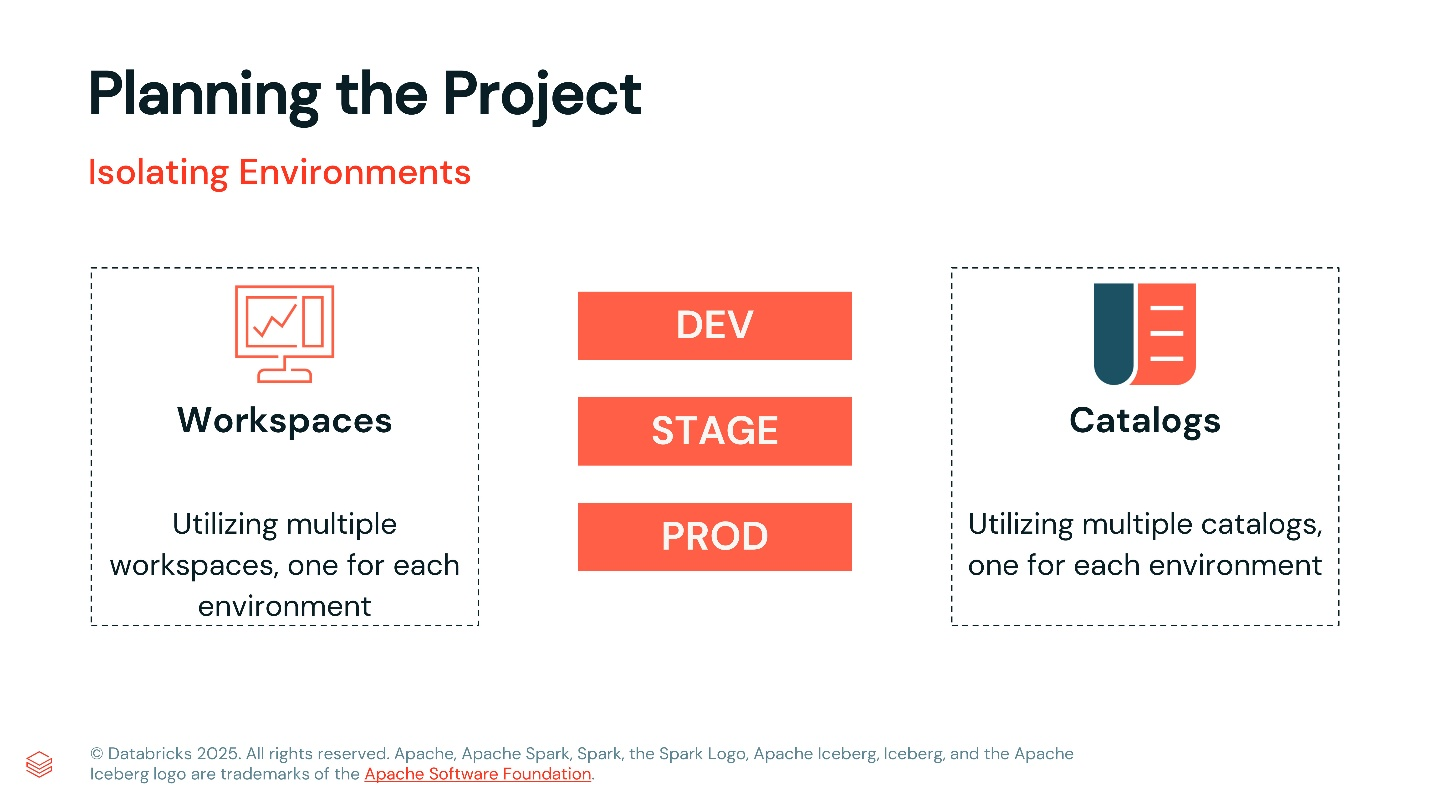 Planning the Project
Isolating Environments
Workspaces
Utilizing multiple
workspaces, one for each
environment
DEV
STAGE
PROD
Catalogs
Utilizing multiple catalogs,
one for each environment
© Databricks 2025. All rights reserved. Apache, Apache Spark, Spark, the Spark Logo, Apache Iceberg, Iceberg, and the Apache
Iceberg logo are trademarks of the Apache Software Foundation.